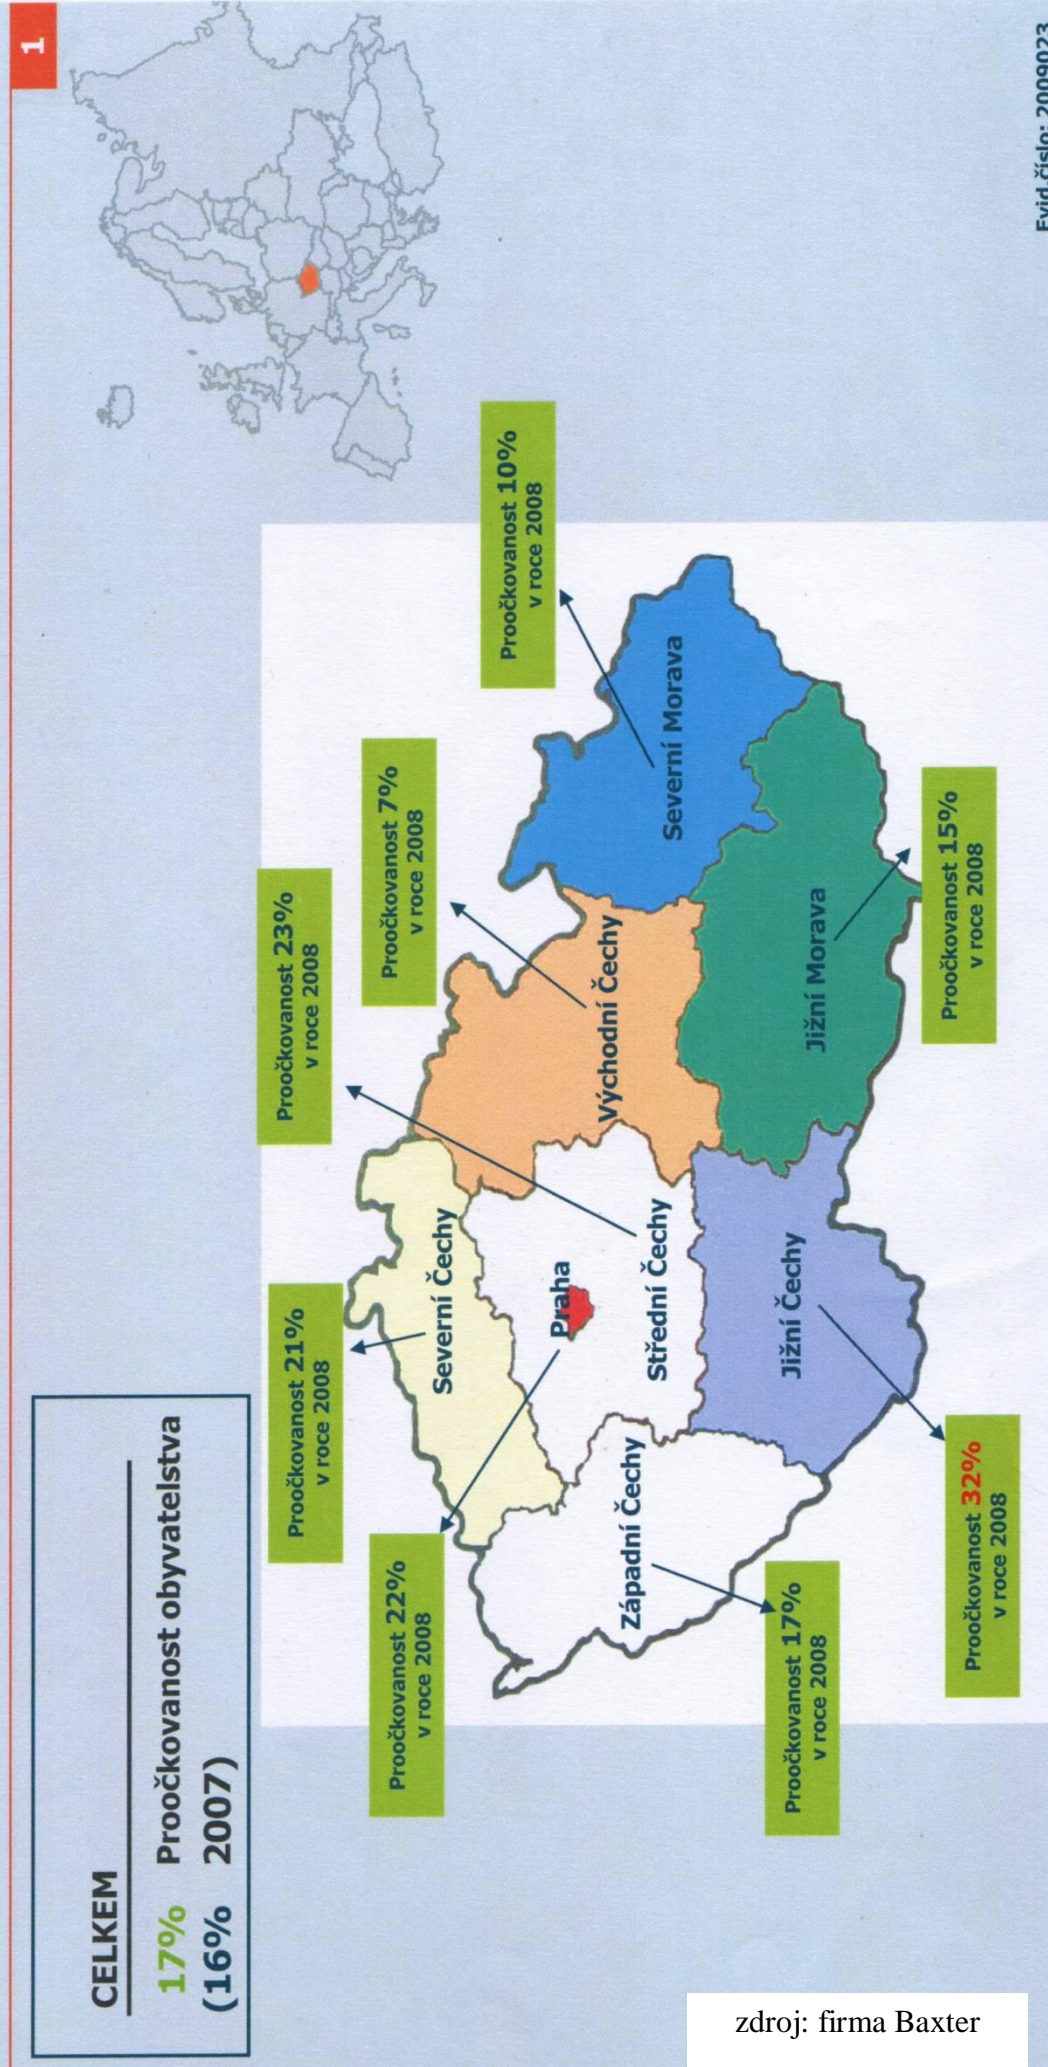 1
CELKEM
17% Proočkovanost obyvatelstva
(16% 2007)
Proočkovanost 21%
v roce 2008
Proočkovanost 23%
v roce 2008
Proočkovanost 22%
v roce 2008
Proočkovanost 7%
v roce 2008
Proočkovanost 10%
v roce 2008
Severní Čechy
Praha
Východní Čechy
Západní Čechy
Střední Čechy
Severní Morava
Jižní Čechy
Jižní Morava
Proočkovanost 17%
v roce 2008
Proočkovanost 32%
v roce 2008
Proočkovanost 15%
v roce 2008
Evid.číslo: 2009023
zdroj: firma Baxter